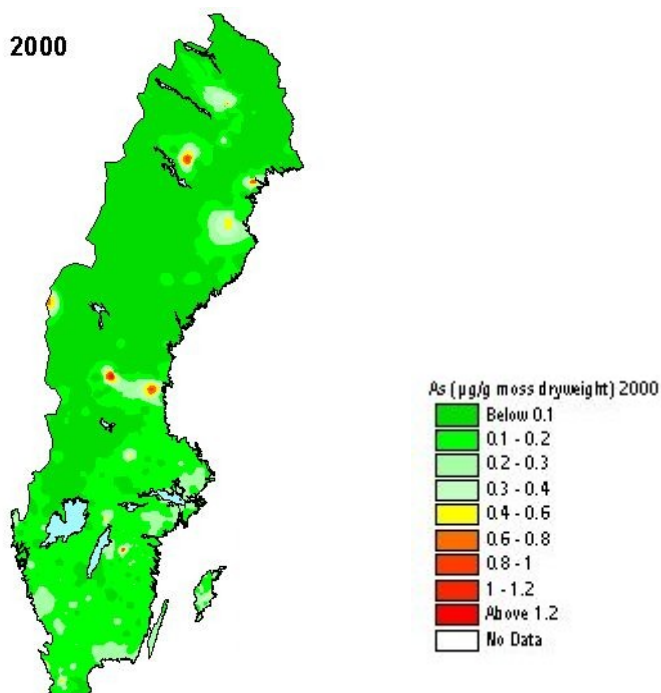 2000
As (µg/g moss dryweight) 2000
Below 0.1
0.1 - 0.2
0.2 - 0.3
0.3 - 0.4
0.4 - 0.6
0.6 - 0.8
0.8 - 1
1 - 1.2
Above 1.2
No Data